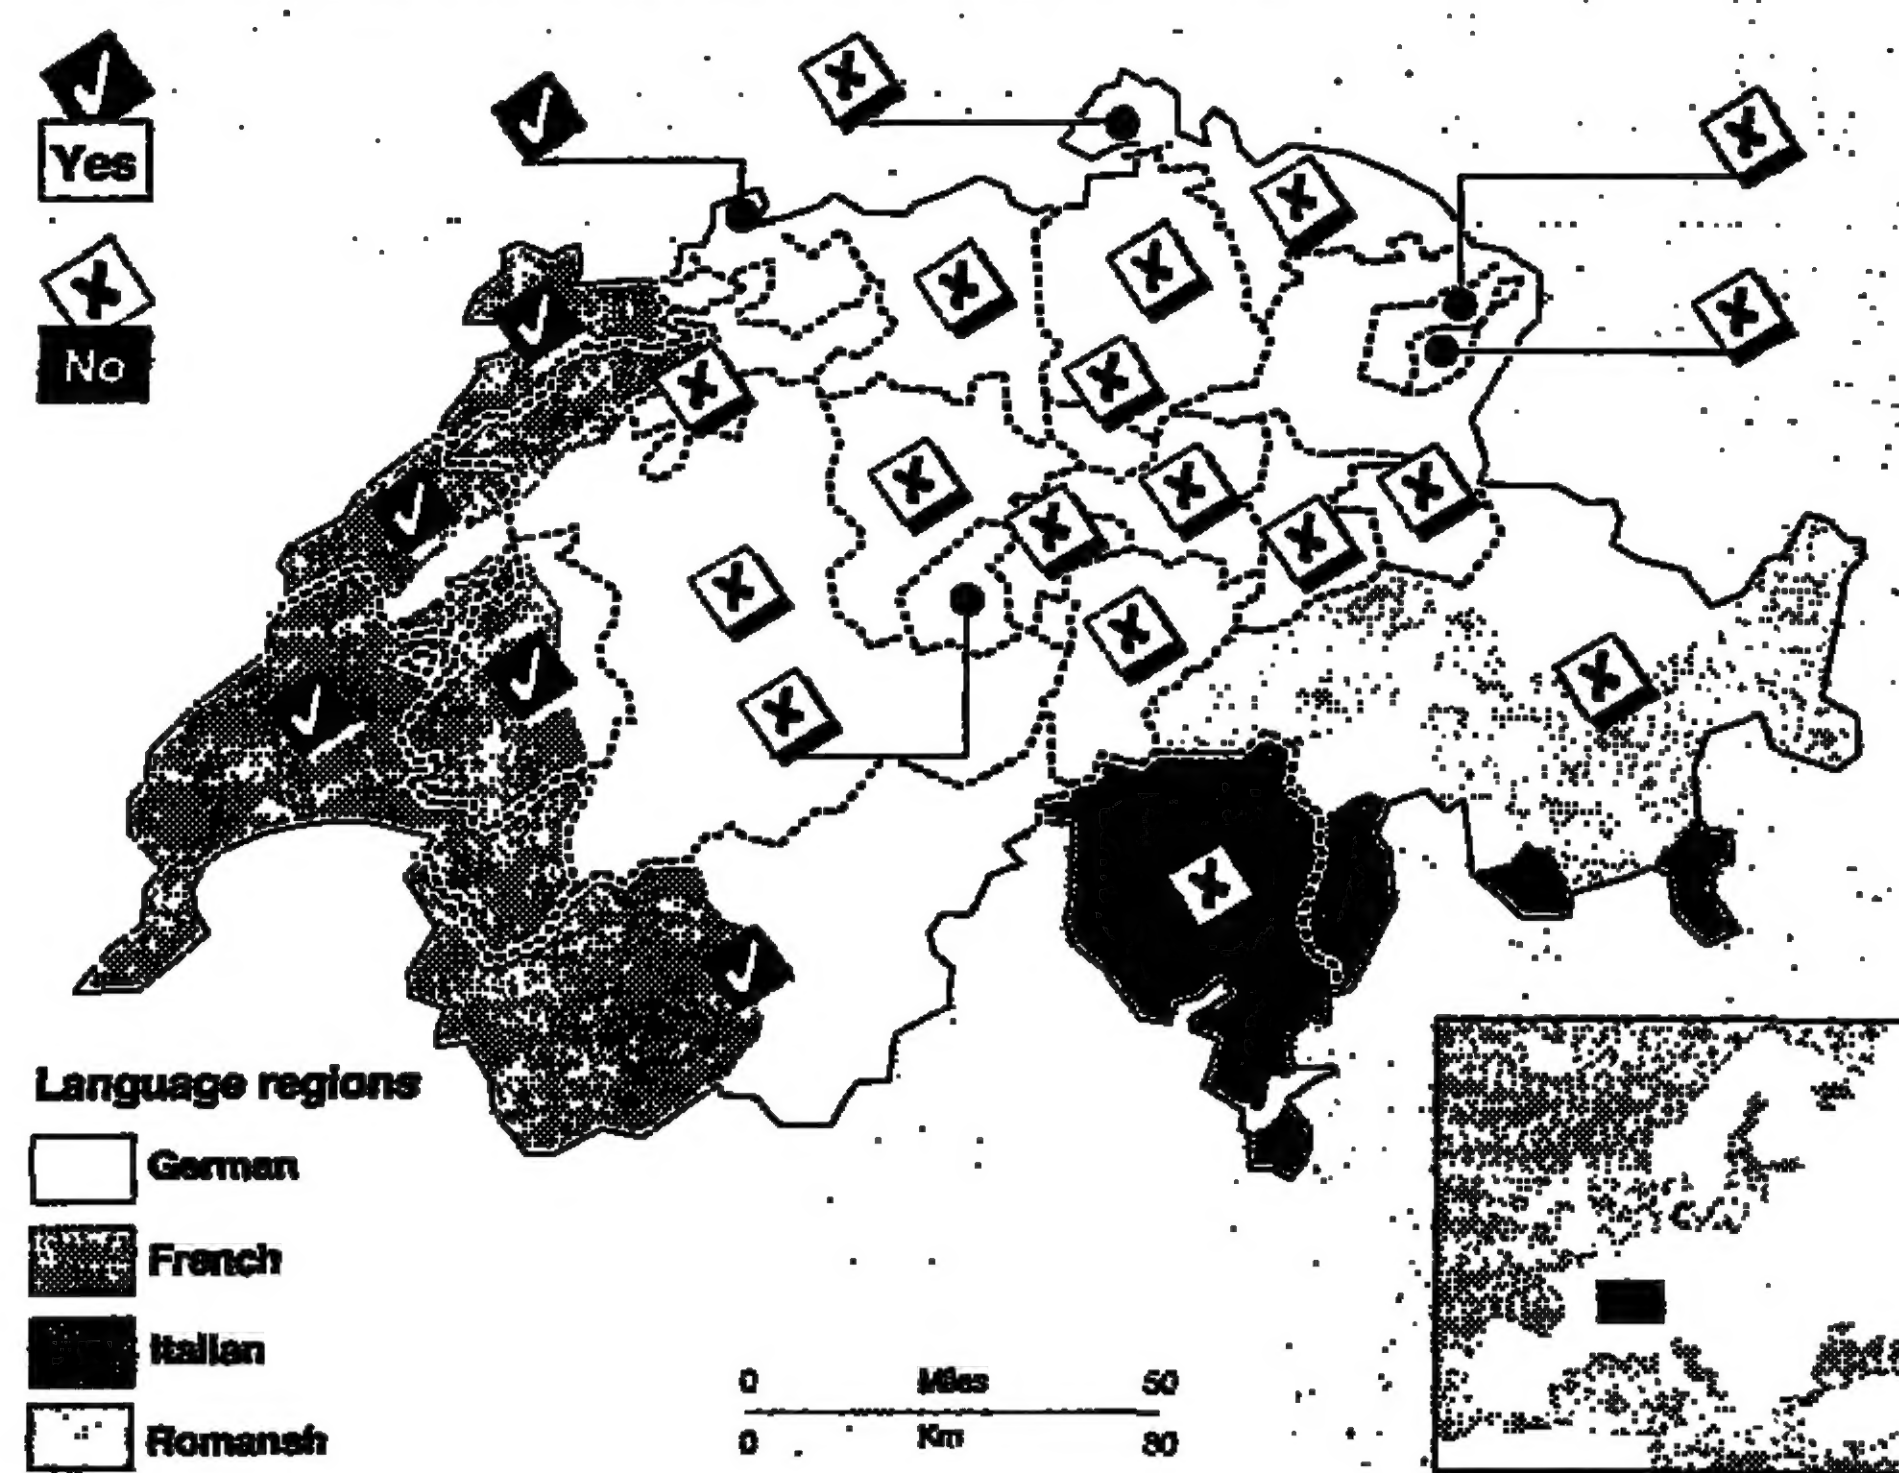 Yes
No
Language regions
German
French
Italian
Romansh
0 Miles 50
0 Km 80